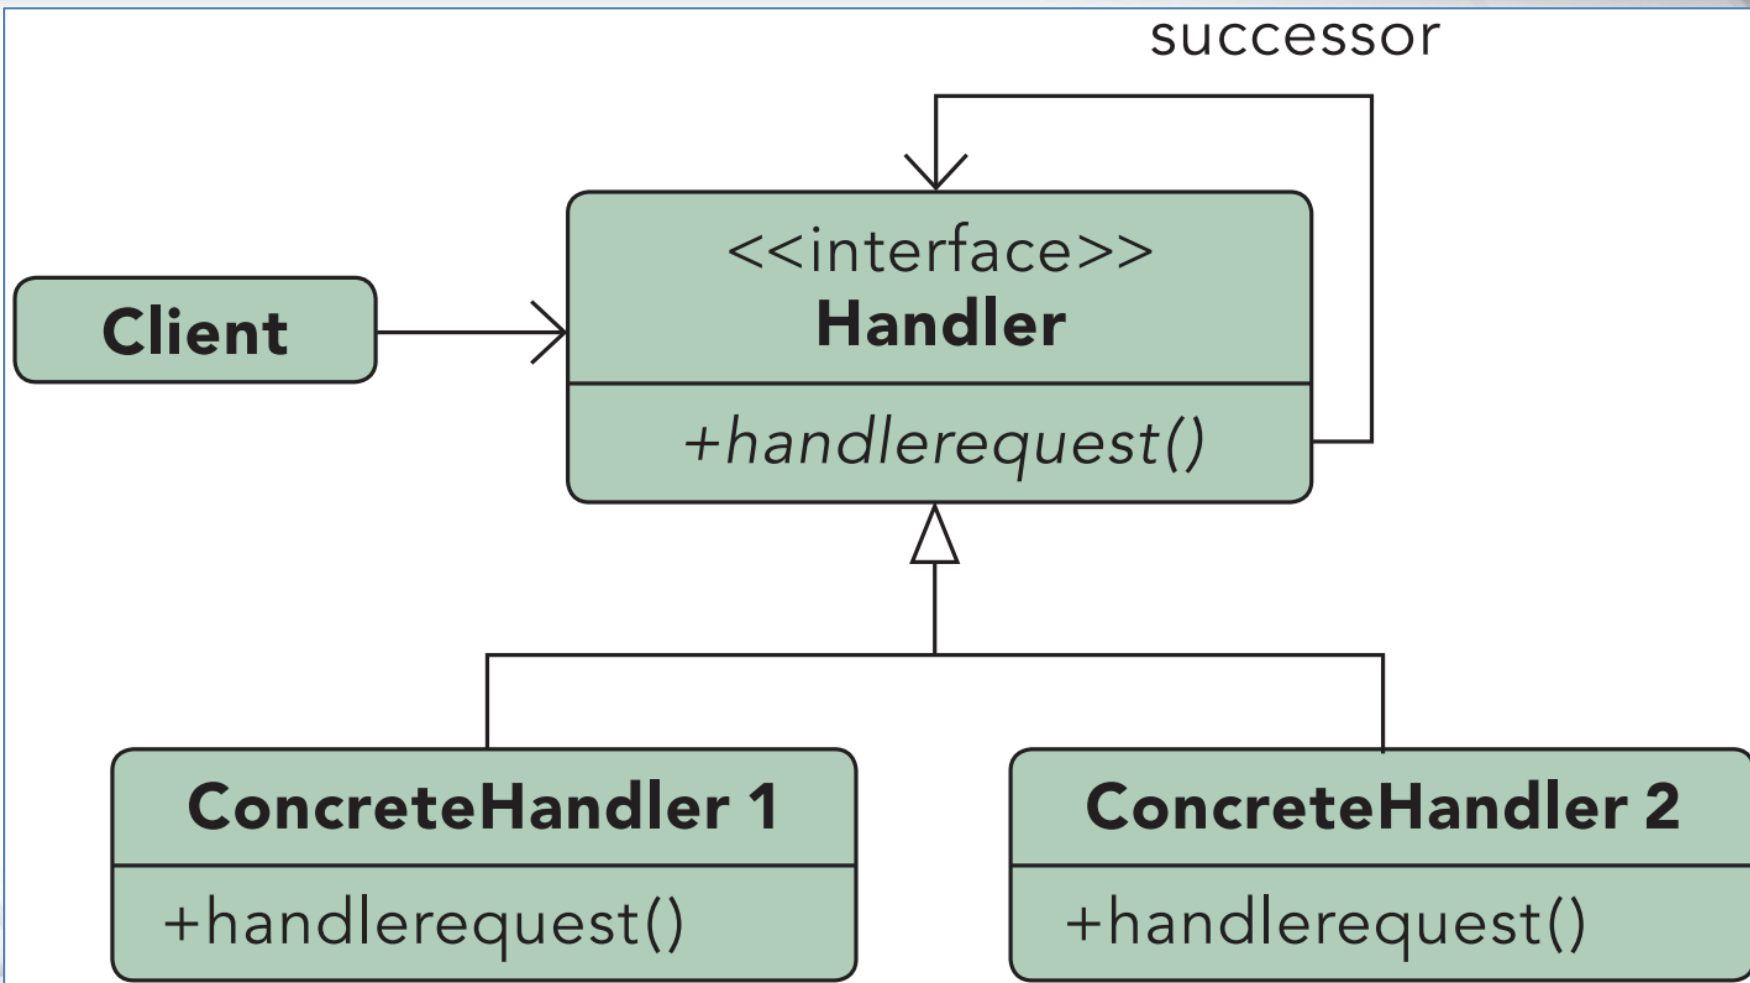 successor
<<interface>>
Handler
Client
+handlerequest()
ConcreteHandler 1
ConcreteHandler 2
+handlerequest()
+handlerequest()